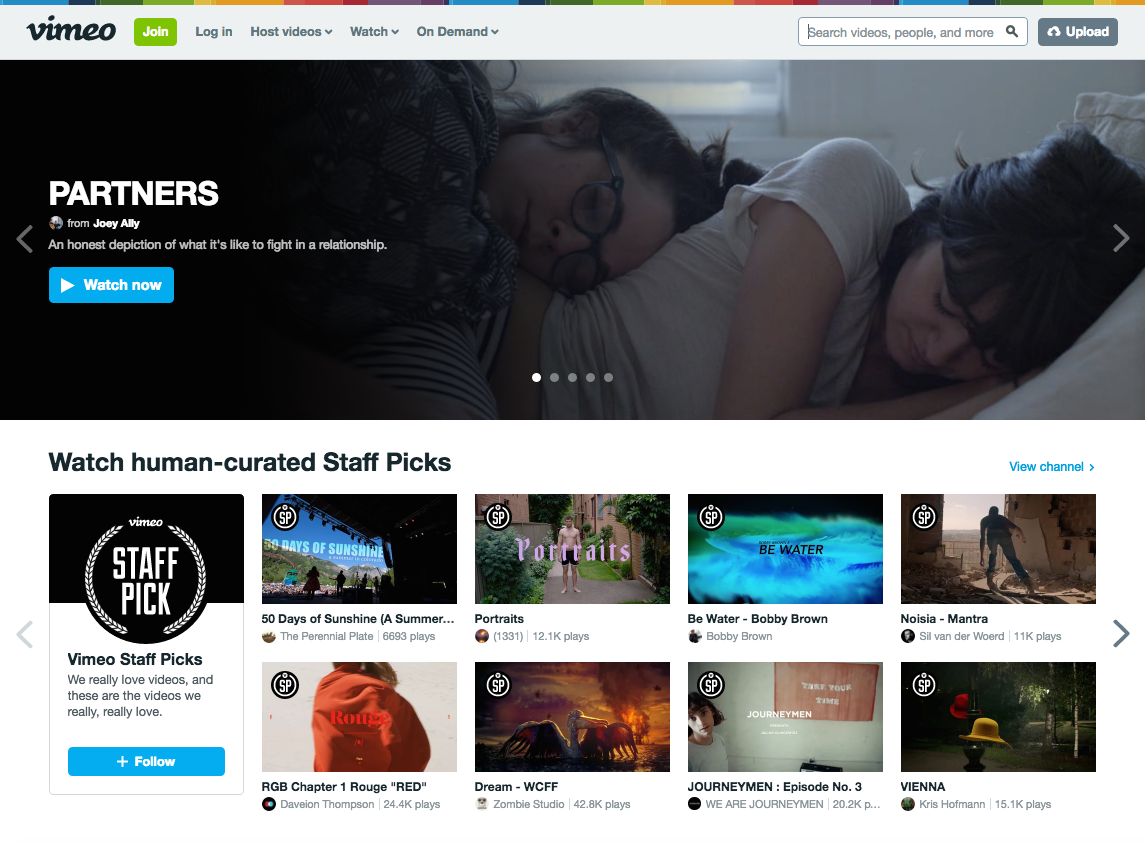 vimeo
Join
Log in
Host videos
Watch
On Demand
Search videos, people, and more
Upload
PARTNERS
from Joey Ally
An honest depiction of what it's like to fight in a relationship.
Watch now
Watch human-curated Staff Picks
View channel
vimeo
STAFF
PICK
Vimeo Staff Picks
We really love videos, and
these are the videos we
really, really love.
Follow
SP
50 DAYS OF SUNSHINE
50 Days of Sunshine (A Summer...
The Perennial Plate
6693 plays
SP
Portraits
Portraits
(1331)
12.1K plays
SP
BE WATER
Be Water - Bobby Brown
Bobby Brown
SP
Noisia - Mantra
Sil van der Woerd
11K plays
SP
Rouge
RGB Chapter 1 Rouge "RED"
Daveion Thompson
24.4K plays
SP
Dream - WCFF
Zombie Studio
42.8K plays
SP
TAKE YOUR
TIME
JOURNEYMEN
JOURNEYMEN : Episode No. 3
WE ARE JOURNEYMEN
20.2K p...
SP
VIENNA
Kris Hofmann
15.1K plays